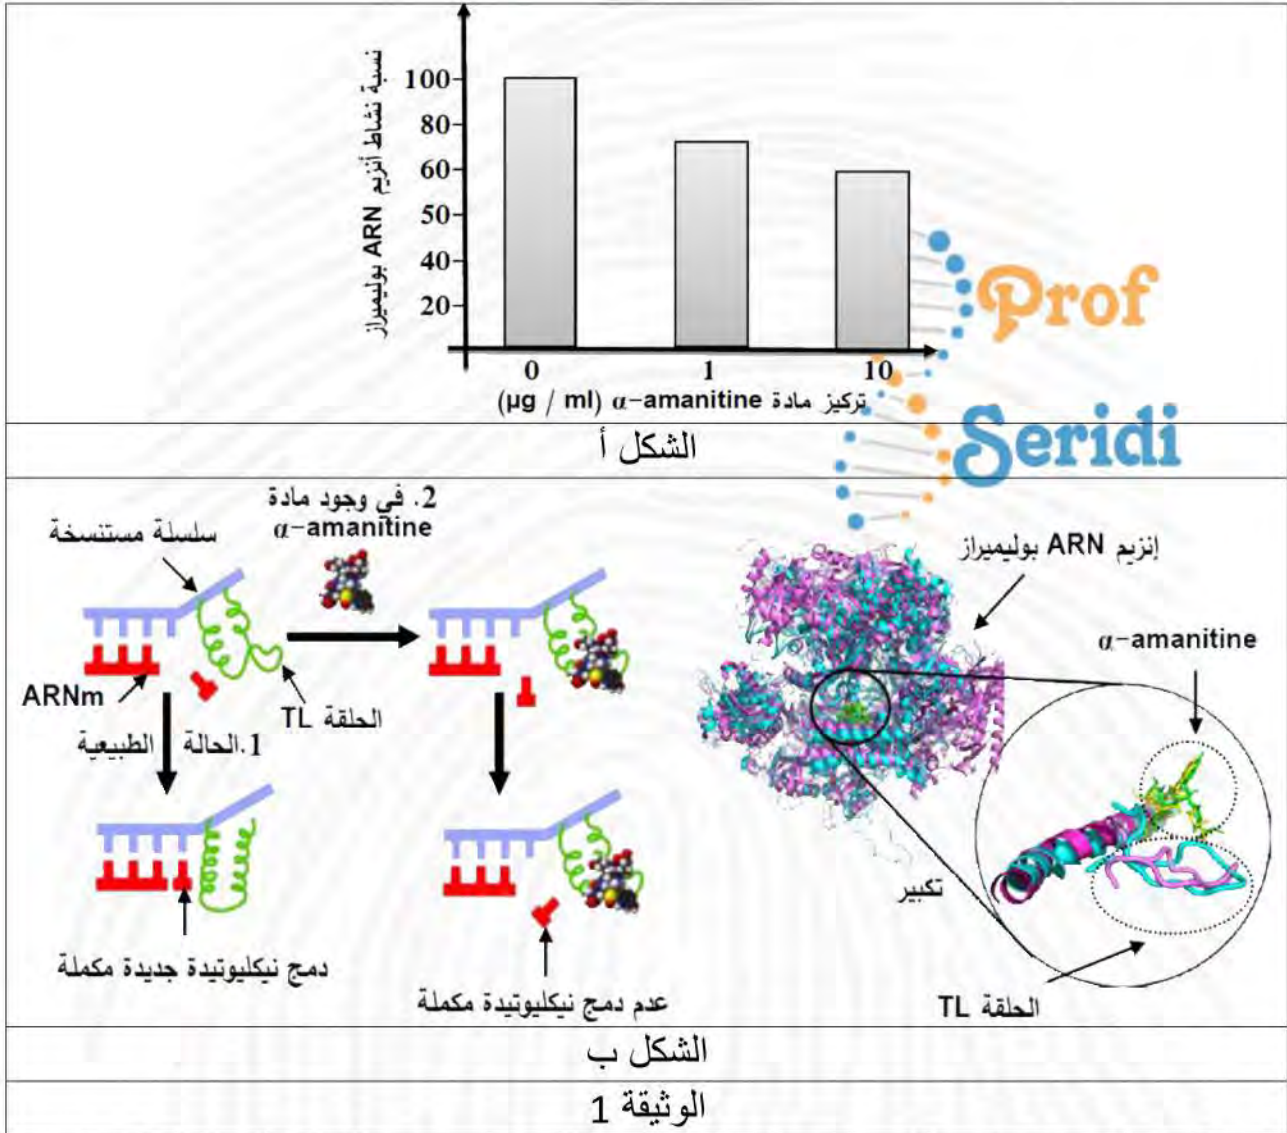 نسبة نشاط أنزيم ARN بوليميراز
100
80
60
50
40
20
0 1 10
تركيز مادة α-amanitine (µg / ml)
Prof
Seridi
الشكل أ
2. في وجود مادة
α-amanitine
سلسلة مستنسخة
ARNm
الحلقة TL
1.الحالة الطبيعية
دمج نيكليوتيدة جديدة مكملة
عدم دمج نيكليوتيدة مكملة
إنزيم ARN بوليميراز
α-amanitine
تكبير
الحلقة TL
الشكل ب
الوثيقة 1